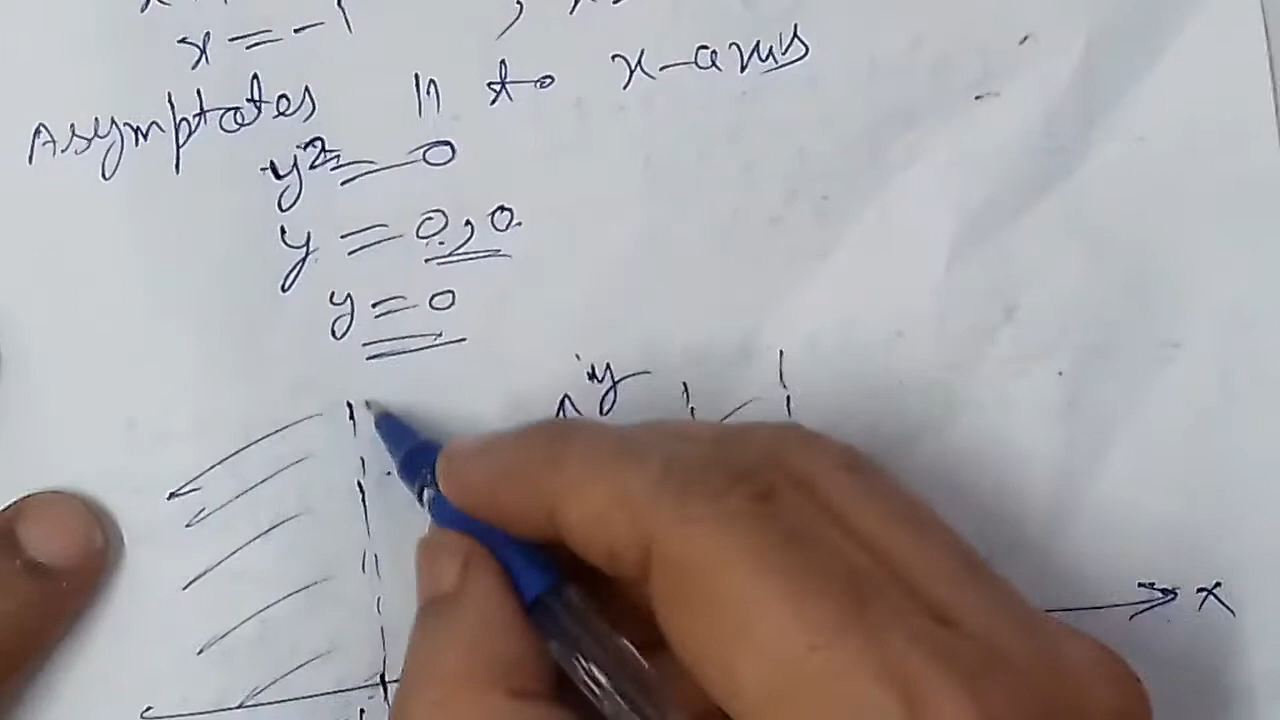 x = -1 ,
Asymptotes || to x-axis
y² = 0
y = 0, 0
y = 0
y
x